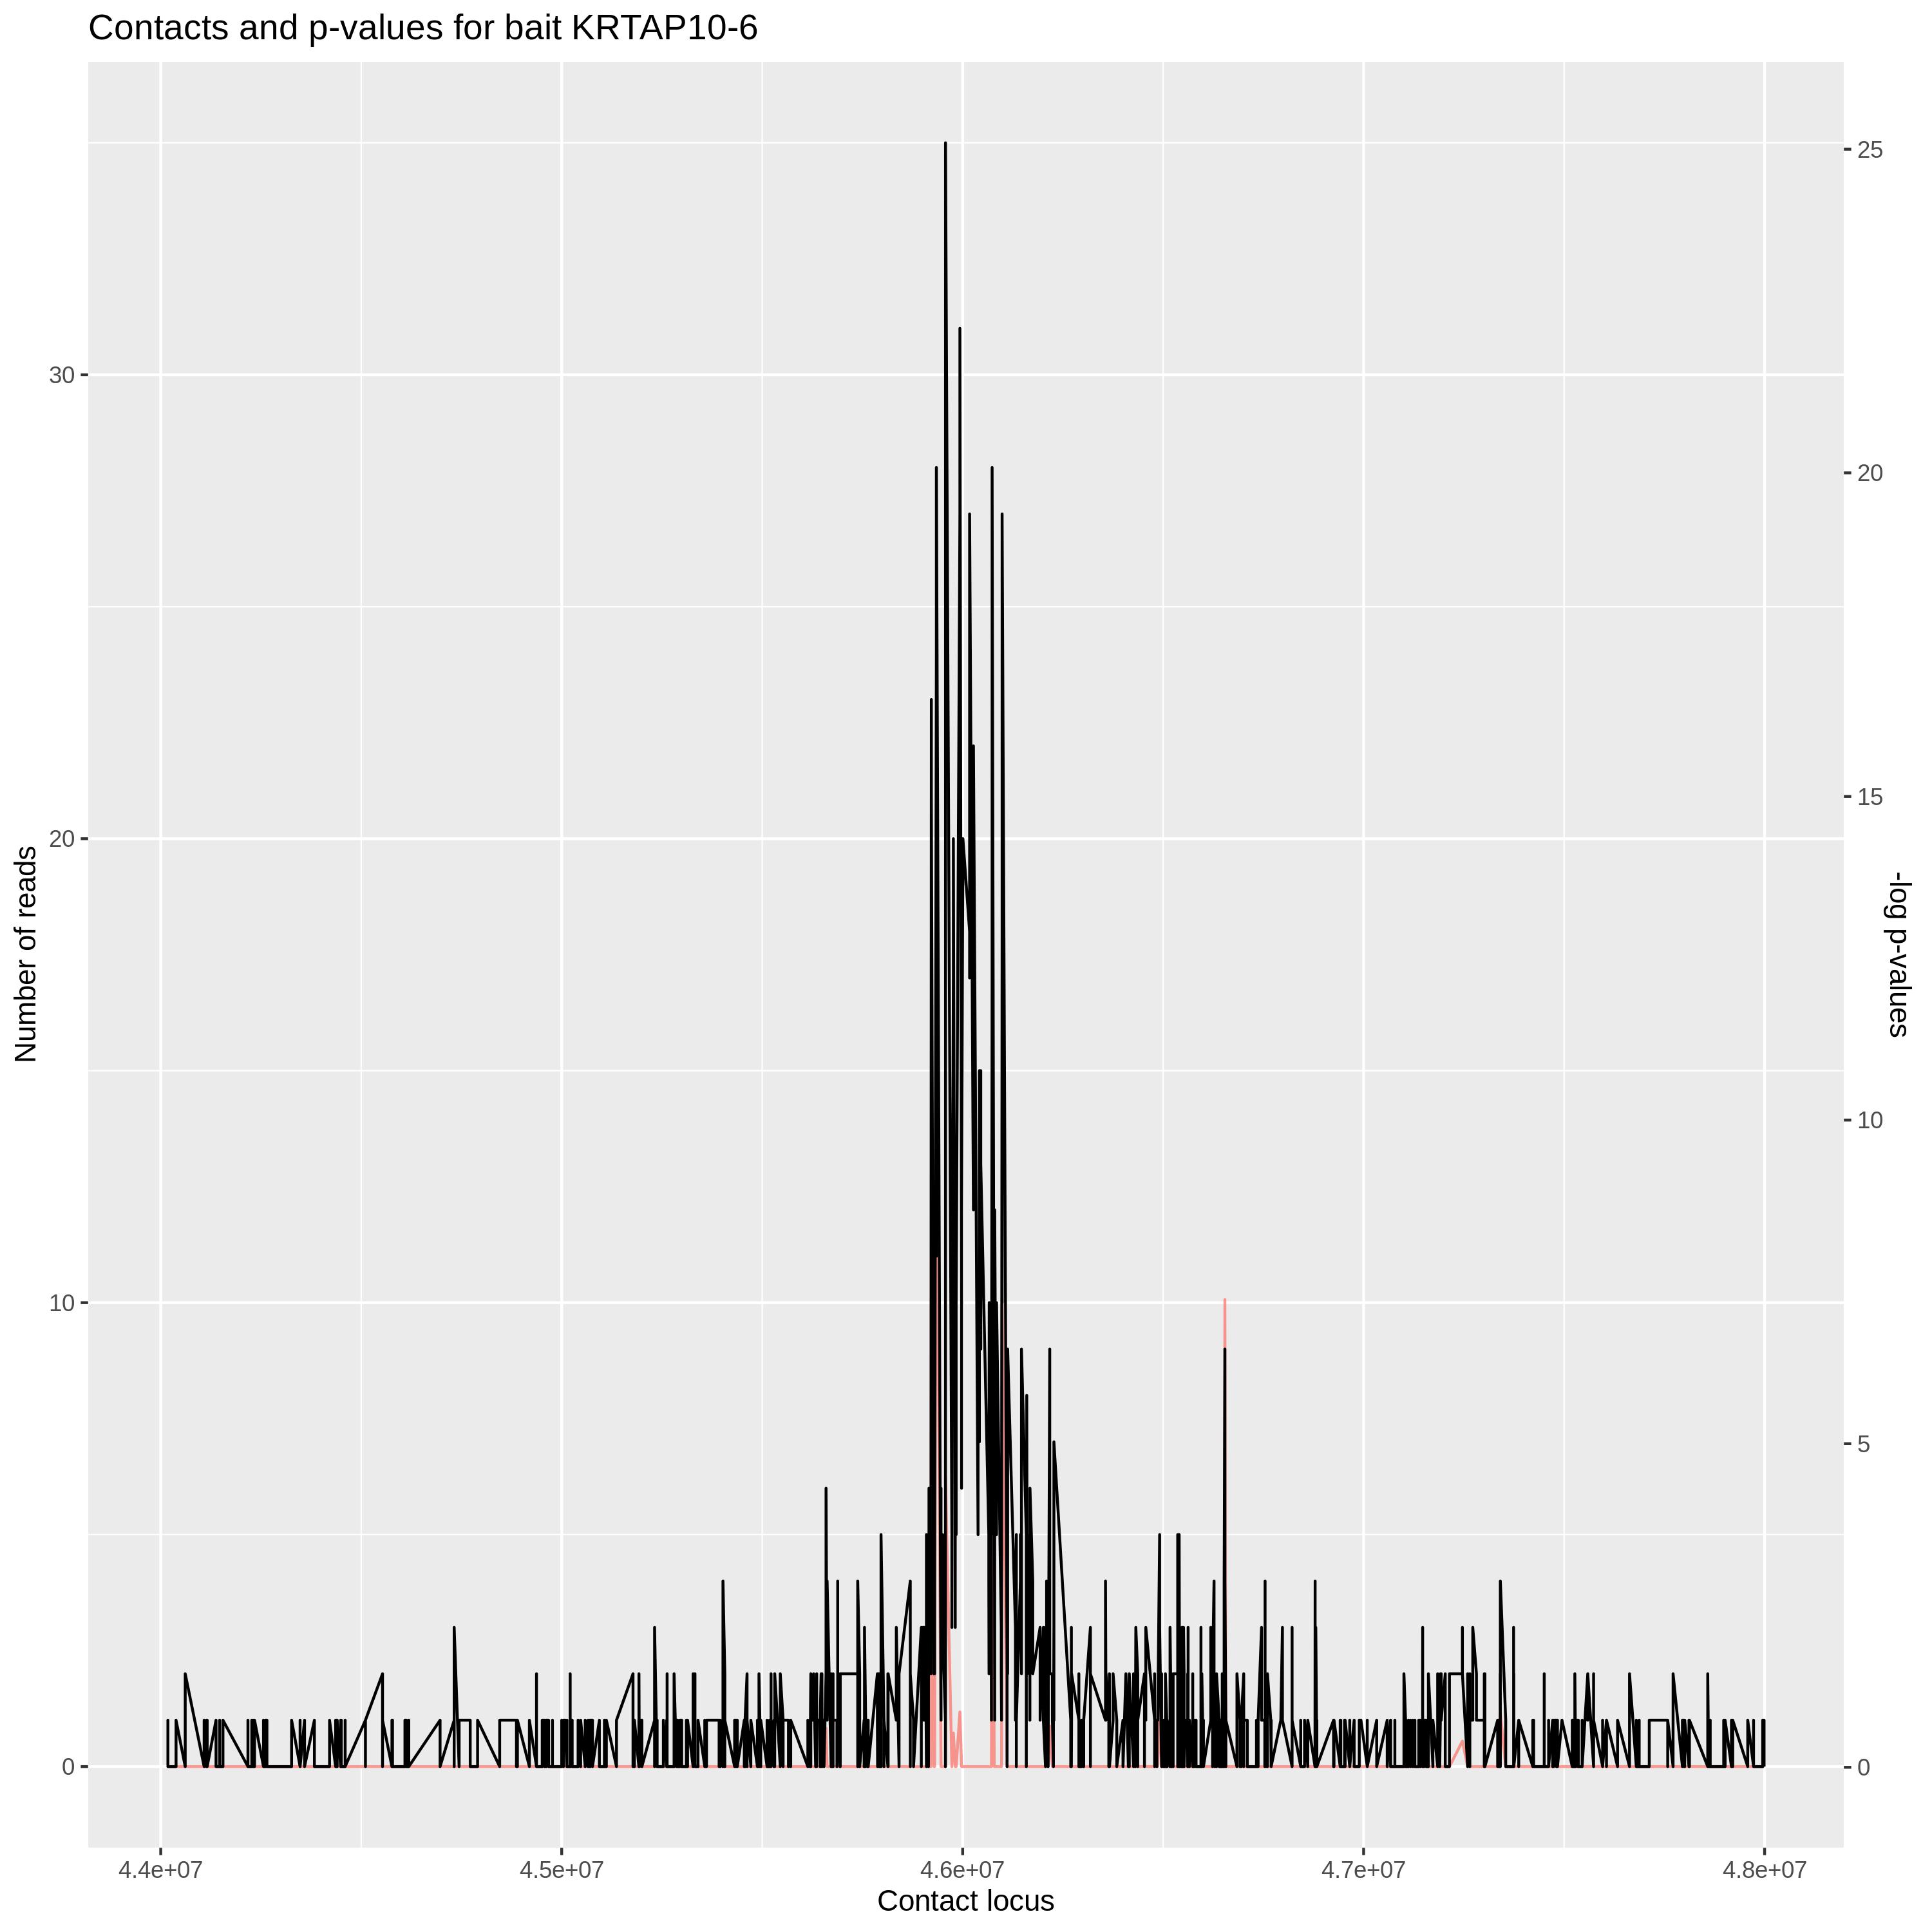 Contacts and p-values for bait KRTAP10-6
Number of reads
30
20
10
0
25
20
15
10
5
0
-log p-values
4.4e+07 4.5e+07 4.6e+07 4.7e+07 4.8e+07
Contact locus